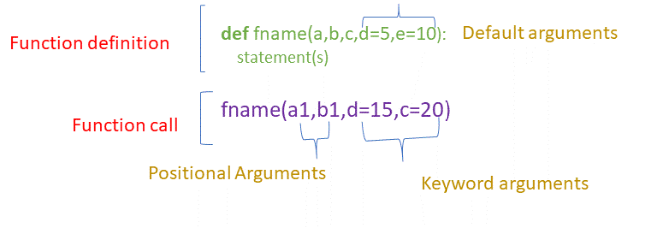 Function definition
def fname(a,b,c,d=5,e=10):
Default arguments
statement(s)
Function call
fname(a1,b1,d=15,c=20)
Positional Arguments
Keyword arguments